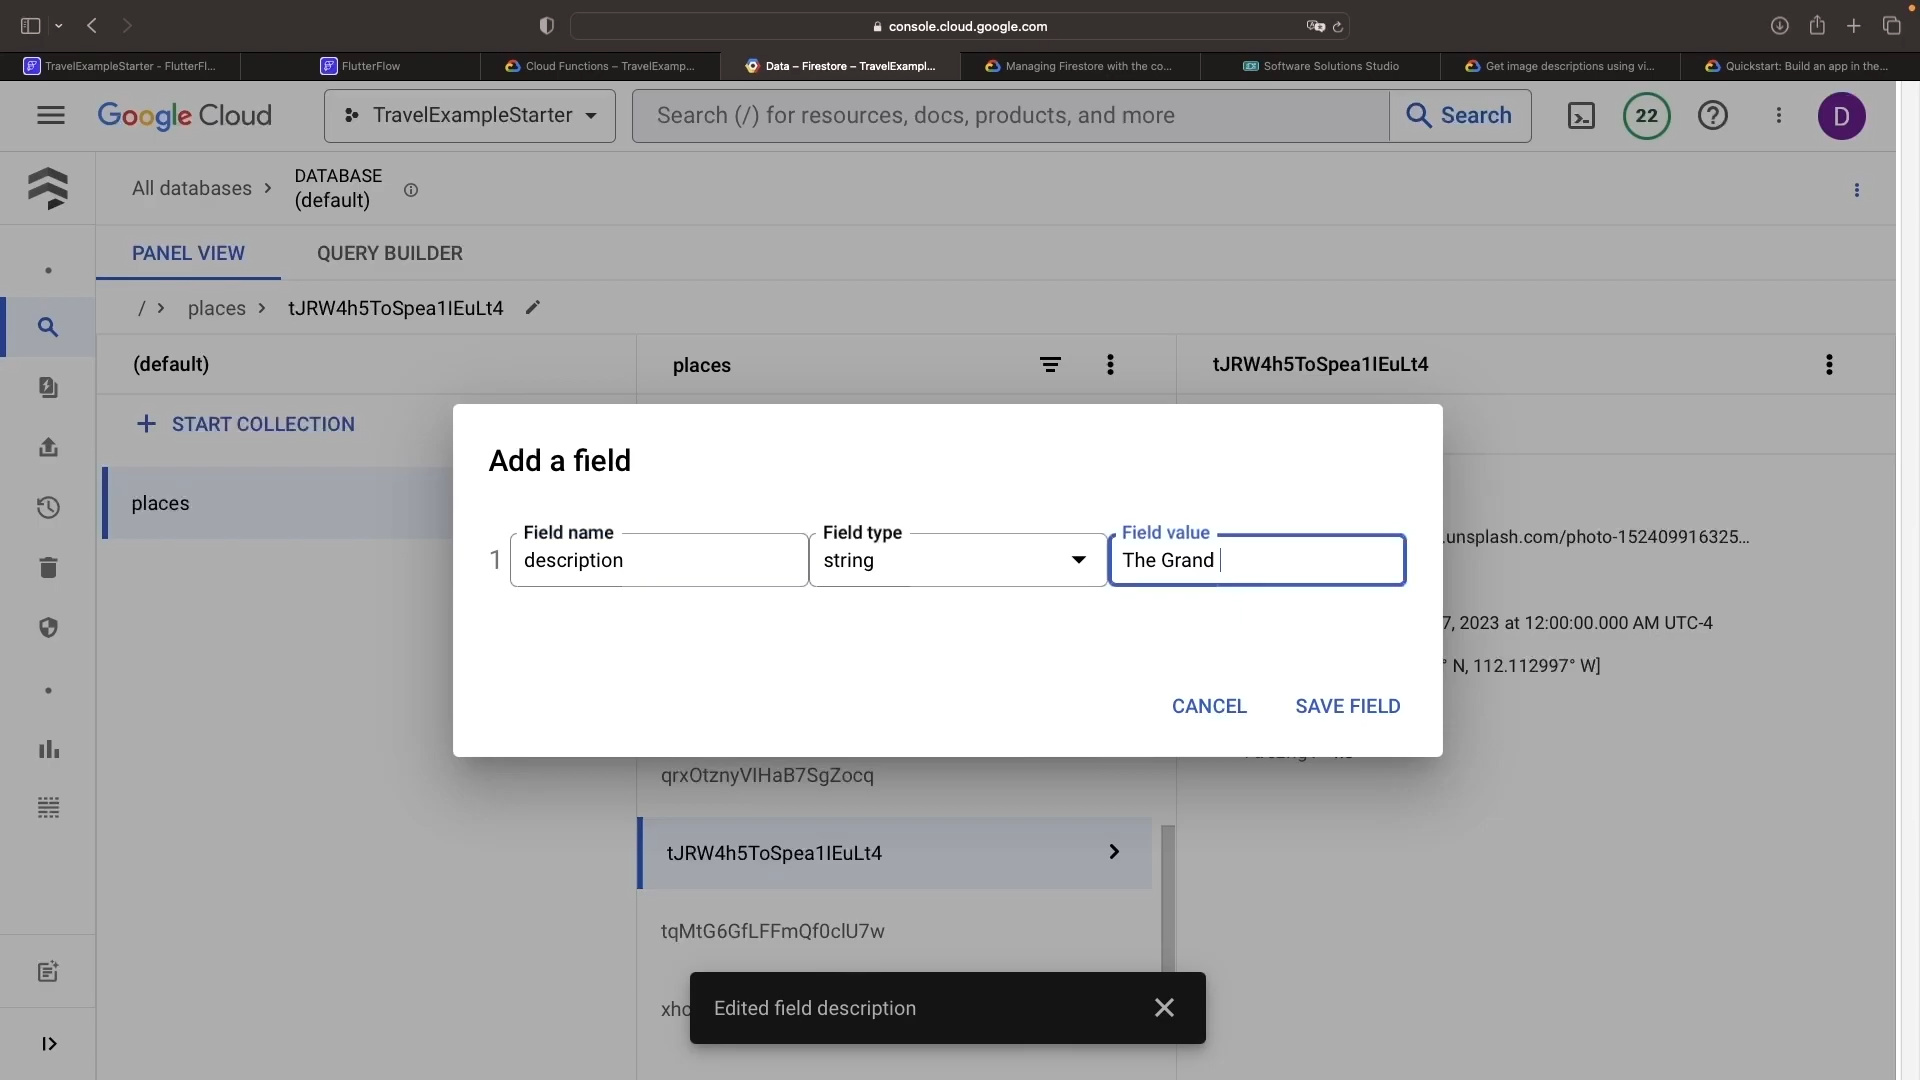 console.cloud.google.com
TravelExampleStarter - FlutterFl...
FlutterFlow
Cloud Functions – TravelExamp...
Data – Firestore – TravelExampl...
Managing Firestore with the co...
Software Solutions Studio
Get image descriptions using vi...
Quickstart: Build an app in the...
Google Cloud
TravelExampleStarter
Search (/) for resources, docs, products, and more
Search
22
D
All databases
DATABASE
(default)
PANEL VIEW
QUERY BUILDER
/ > places > tJRW4h5ToSpea1IEuLt4
(default)
places
tJRW4h5ToSpea1IEuLt4
+ START COLLECTION
places
Add a field
Field name
Field type
Field value
1
description
string
The Grand
.unsplash.com/photo-152409916325...
7, 2023 at 12:00:00.000 AM UTC-4
° N, 112.112997° W]
CANCEL
SAVE FIELD
qrxOtznyVIHaB7SgZocq
tJRW4h5ToSpea1IEuLt4
tqMtG6GfLFFmQf0clU7w
xho
Edited field description